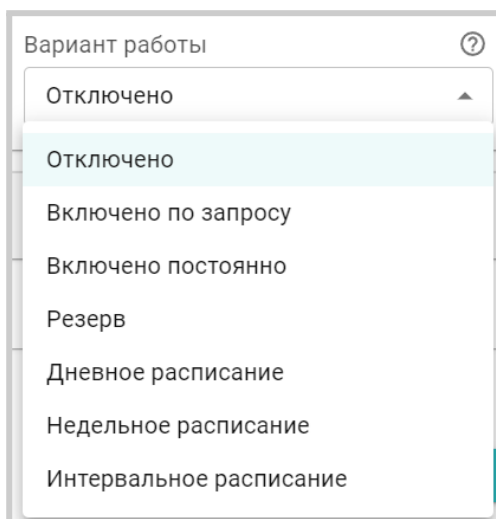 Вариант работы
Отключено
Отключено
Включено по запросу
Включено постоянно
Резерв
Дневное расписание
Недельное расписание
Интервальное расписание